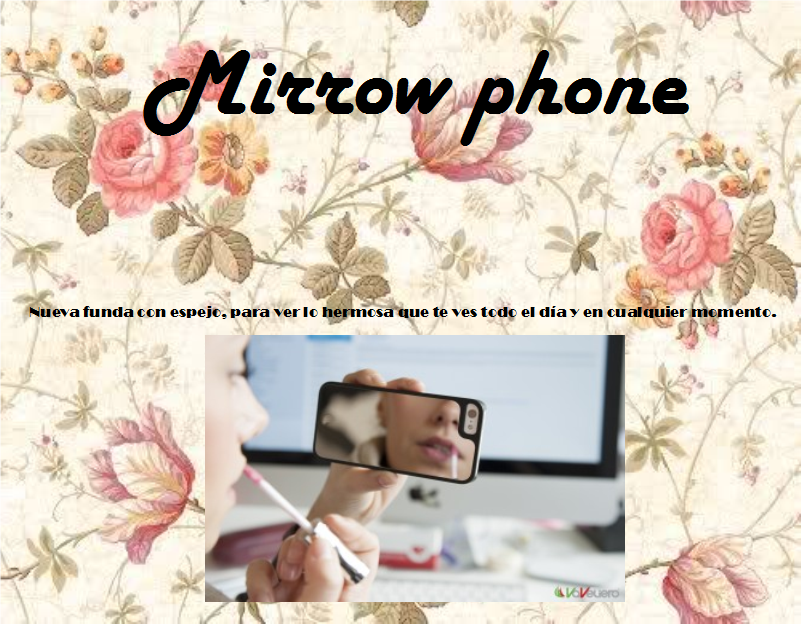 Mirrow phone
Nueva funda con espejo, para ver lo hermosa que te ves todo el día y en cualquier momento.